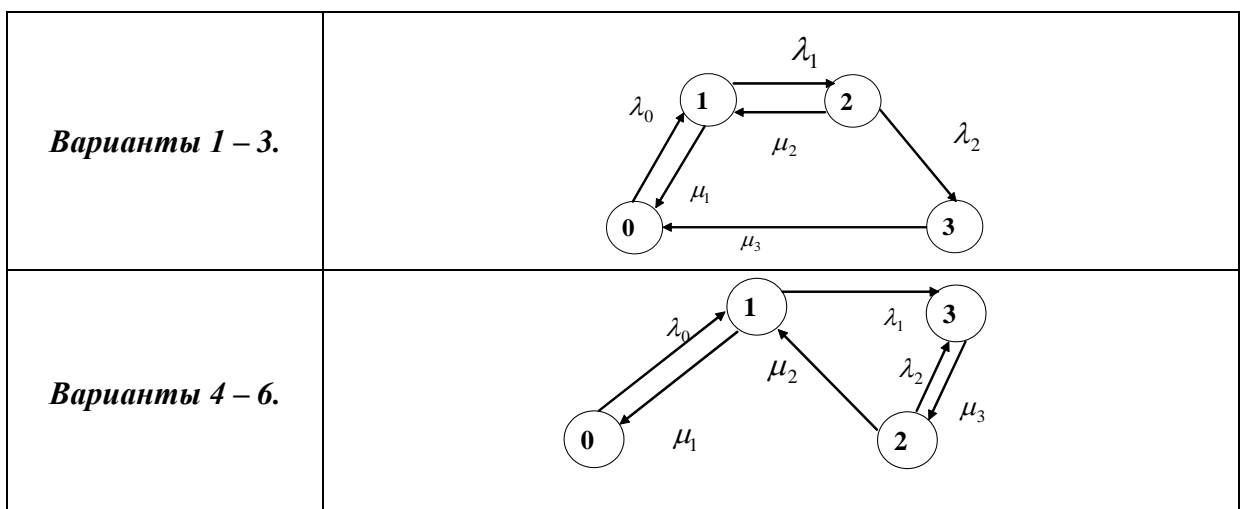 Варианты 1 – 3.
λ₁
λ₀
1
2
μ₂
λ₂
μ₁
0
μ₃
3
Варианты 4 – 6.
1
λ₁
3
λ₀
μ₂
λ₂
μ₃
0
μ₁
2